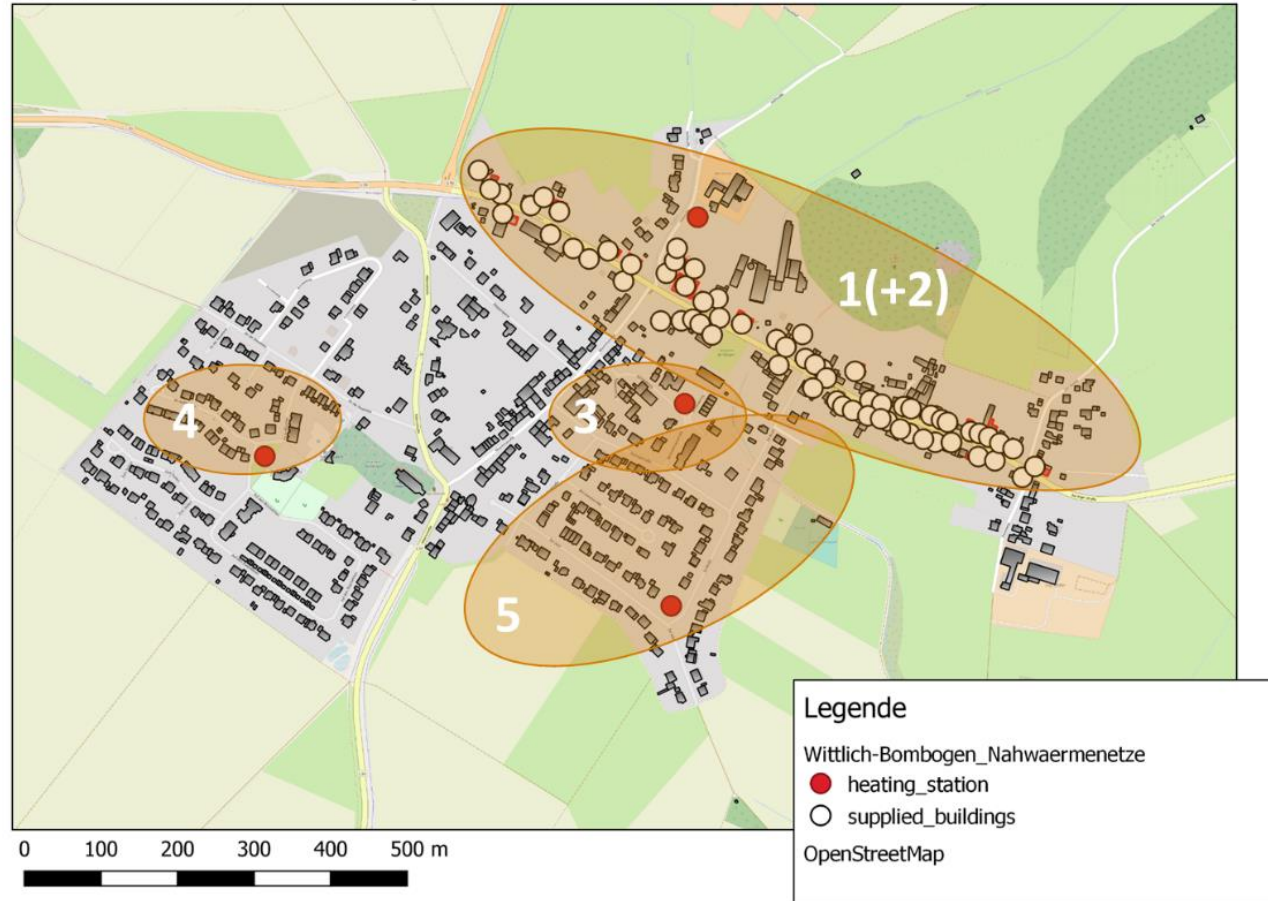 1(+2)
3
4
5
Legende
Wittlich-Bombogen_Nahwaermenetze
heating_station
supplied_buildings
OpenStreetMap
0 100 200 300 400 500 m